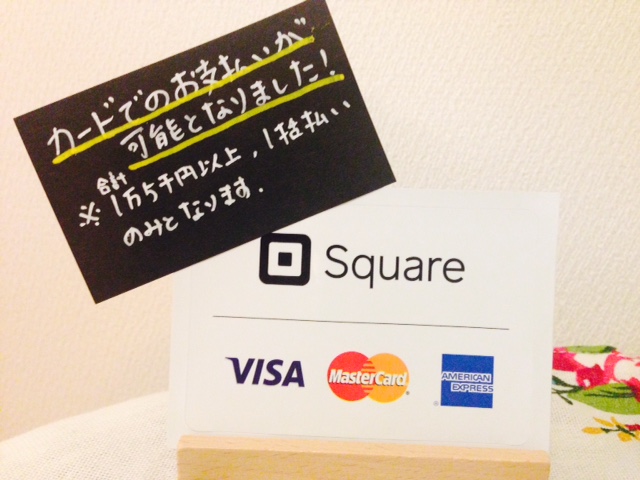 カードでのお支払いが
可能となりました!
合計
※1万5千円以上、1括払い
のみとなります.
Square
VISA
MasterCard
AMERICAN
EXPRESS